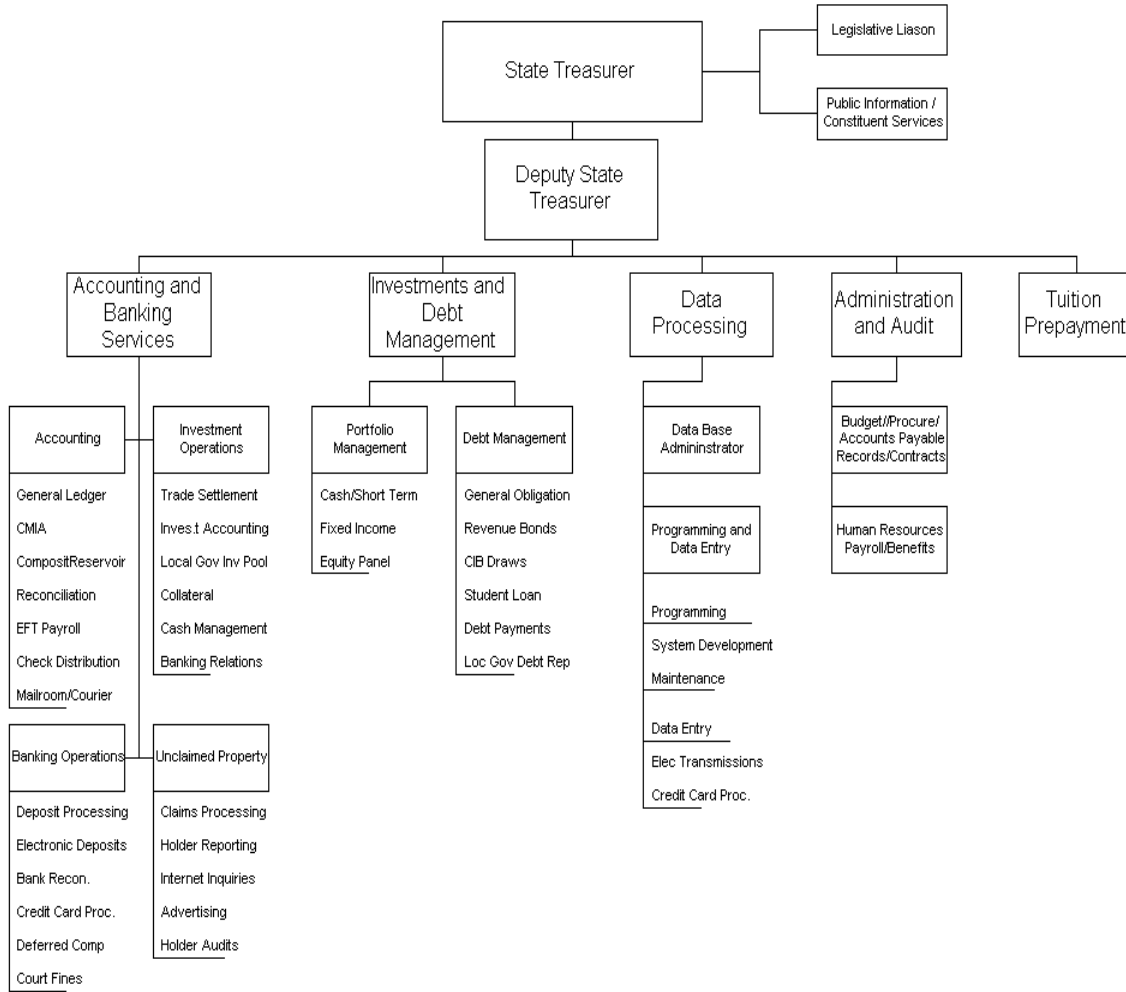 Legislative Liason
State Treasurer
Public Information /
Constituent Services
Deputy State
Treasurer
Accounting and
Banking
Services
Investments and
Debt
Management
Data
Processing
Administration
and Audit
Tuition
Prepayment
Accounting
General Ledger
CMIA
CompositReservoir
Reconciliation
EFT Payroll
Check Distribution
Mailroom/Courier
Investment
Operations
Trade Settlement
Inves.t Accounting
Local Gov Inv Pool
Collateral
Cash Management
Banking Relations
Banking Operations
Deposit Processing
Electronic Deposits
Bank Recon.
Credit Card Proc.
Deferred Comp
Court Fines
Unclaimed Property
Claims Processing
Holder Reporting
Internet Inquiries
Advertising
Holder Audits
Portfolio
Management
Cash/Short Term
Fixed Income
Equity Panel
Debt Management
General Obligation
Revenue Bonds
CIB Draws
Student Loan
Debt Payments
Loc Gov Debt Rep
Data Base
Admininstrator
Programming and
Data Entry
Programming
System Development
Maintenance
Data Entry
Elec Transmissions
Credit Card Proc.
Budget//Procure/
Accounts Payable
Records/Contracts
Human Resources
Payroll/Benefits